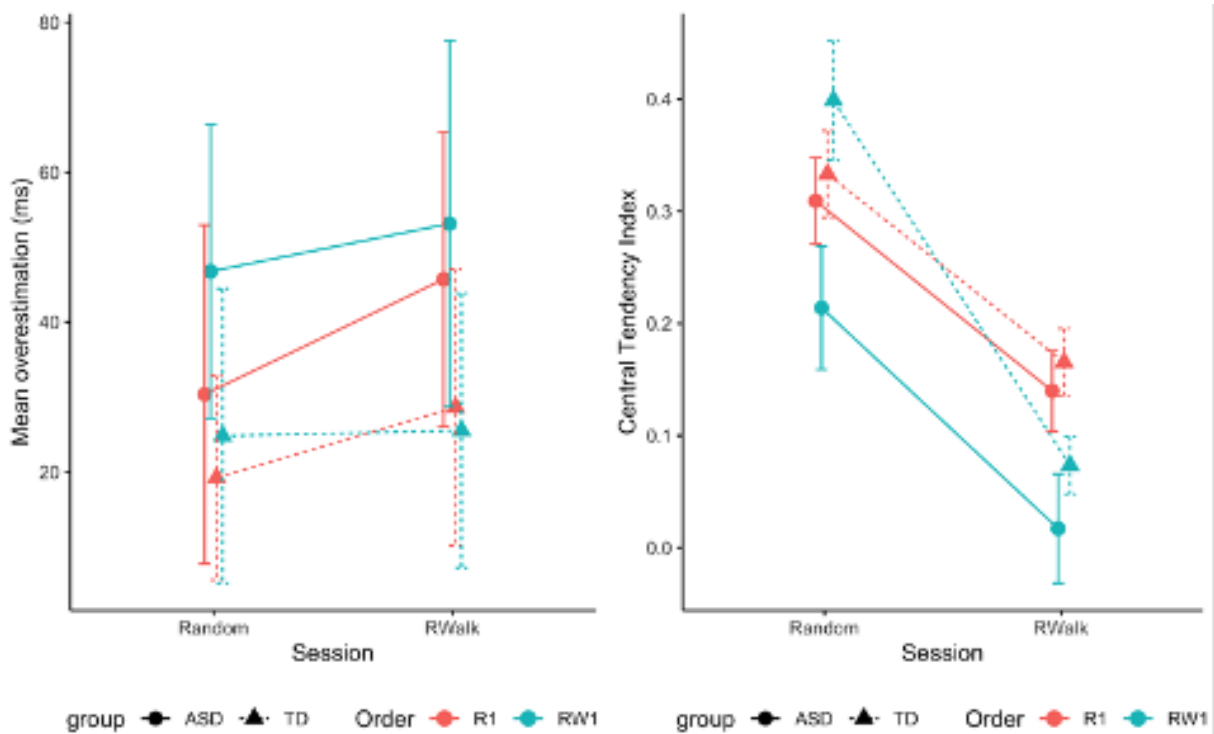 Mean overestimation (ms)
80
60
40
20
Random RWalk
Session
group ASD TD Order R1 RW1
Central Tendency Index
0.4
0.3
0.2
0.1
0.0
Random RWalk
Session
group ASD TD Order R1 RW1